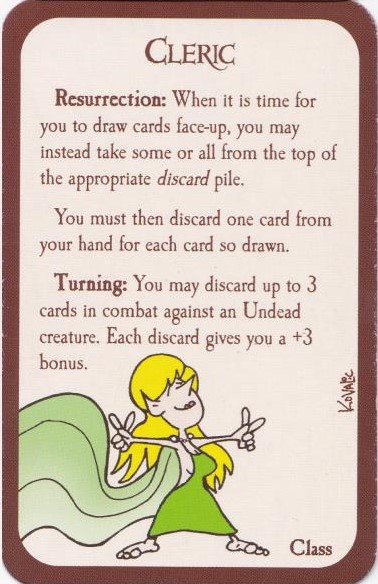 CLERIC
Resurrection: When it is time for
you to draw cards face-up, you may
instead take some or all from the top of
the appropriate discard pile.
You must then discard one card from
your hand for each card so drawn.
Turning: You may discard up to 3
cards in combat against an Undead
creature. Each discard gives you a +3
bonus.
KOVALIC
Class